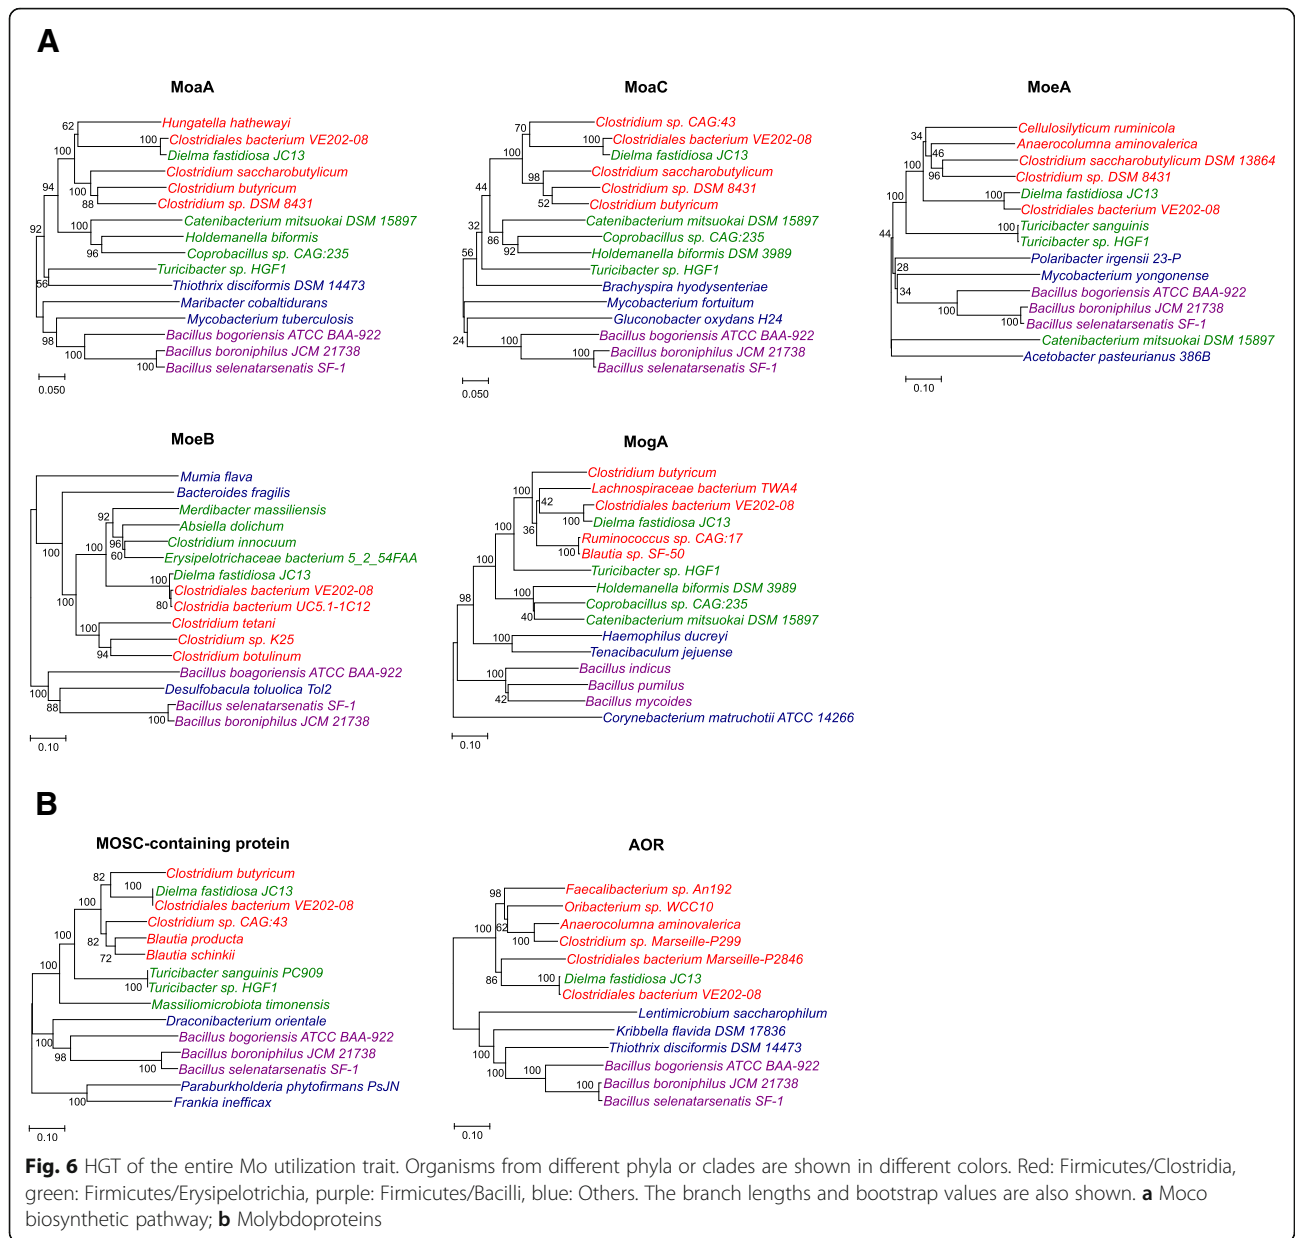 A
MoaA
62
Hungatella hathewayi
100
Clostridiales bacterium VE202-08
Dielma fastidiosa JC13
100
Clostridium saccharobutylicum
94
100
Clostridium butyricum
88
Clostridium sp. DSM 8431
92
100
Catenibacterium mitsuokai DSM 15897
Holdemanella biformis
96
Coprobacillus sp. CAG:235
Turicibacter sp. HGF1
56
Thiothrix disciformis DSM 14473
Maribacter cobaltidurans
Mycobacterium tuberculosis
98
Bacillus bogoriensis ATCC BAA-922
100
Bacillus boroniphilus JCM 21738
100
Bacillus selenatarsenatis SF-1
0.050
MoaC
70
Clostridium sp. CAG:43
100
Clostridiales bacterium VE202-08
Dielma fastidiosa JC13
100
Clostridium saccharobutylicum
98
Clostridium sp. DSM 8431
52
Clostridium butyricum
44
32
Catenibacterium mitsuokai DSM 15897
86
Coprobacillus sp. CAG:235
92
Holdemanella biformis DSM 3989
56
Turicibacter sp. HGF1
Brachyspira hyodysenteriae
Mycobacterium fortuitum
Gluconobacter oxydans H24
24
Bacillus bogoriensis ATCC BAA-922
100
Bacillus boroniphilus JCM 21738
100
Bacillus selenatarsenatis SF-1
0.050
MoeA
34
Cellulosilyticum ruminicola
Anaerocolumna aminovalerica
46
Clostridium saccharobutylicum DSM 13864
100
96
Clostridium sp. DSM 8431
100
100
Dielma fastidiosa JC13
Clostridiales bacterium VE202-08
100
Turicibacter sanguinis
Turicibacter sp. HGF1
44
Polaribacter irgensii 23-P
28
Mycobacterium yongonense
34
Bacillus bogoriensis ATCC BAA-922
100
Bacillus boroniphilus JCM 21738
100
Bacillus selenatarsenatis SF-1
Catenibacterium mitsuokai DSM 15897
Acetobacter pasteurianus 386B
0.10
MoeB
Mumia flava
Bacteroides fragilis
Merdibacter massiliensis
92
Absiella dolichum
96
Clostridium innocuum
60
Erysipelotrichaceae bacterium 5_2_54FAA
100
100
100
Dielma fastidiosa JC13
Clostridiales bacterium VE202-08
80
Clostridia bacterium UC5.1-1C12
100
100
Clostridium tetani
Clostridium sp. K25
94
Clostridium botulinum
Bacillus boagoriensis ATCC BAA-922
100
Desulfobacula toluolica Tol2
88
Bacillus selenatarsenatis SF-1
100
Bacillus boroniphilus JCM 21738
0.10
MogA
Clostridium butyricum
100
Lachnospiraceae bacterium TWA4
42
Clostridiales bacterium VE202-08
100
Dielma fastidiosa JC13
36
100
Ruminococcus sp. CAG:17
100
Blautia sp. SF-50
100
Turicibacter sp. HGF1
Holdemanella biformis DSM 3989
100
Coprobacillus sp. CAG:235
40
Catenibacterium mitsuokai DSM 15897
98
100
Haemophilus ducreyi
Tenacibaculum jejuense
Bacillus indicus
100
Bacillus pumilus
42
Bacillus mycoides
Corynebacterium matruchotii ATCC 14266
0.10
B
MOSC-containing protein
82
Clostridium butyricum
100
Dielma fastidiosa JC13
Clostridiales bacterium VE202-08
100
Clostridium sp. CAG:43
82
Blautia producta
72
Blautia schinkii
100
Turicibacter sanguinis PC909
100
Turicibacter sp. HGF1
100
Massiliomicrobiota timonensis
Draconibacterium orientale
100
Bacillus bogoriensis ATCC BAA-922
98
Bacillus boroniphilus JCM 21738
100
Bacillus selenatarsenatis SF-1
Paraburkholderia phytofirmans PsJN
100
Frankia inefficax
0.10
AOR
98
Faecalibacterium sp. An192
Oribacterium sp. WCC10
62
Anaerocolumna aminovalerica
100
100
Clostridium sp. Marseille-P299
Clostridiales bacterium Marseille-P2846
86
100
Dielma fastidiosa JC13
Clostridiales bacterium VE202-08
Lentimicrobium saccharophilum
Kribbella flavida DSM 17836
100
Thiothrix disciformis DSM 14473
100
100
Bacillus bogoriensis ATCC BAA-922
100
Bacillus boroniphilus JCM 21738
Bacillus selenatarsenatis SF-1
0.10
Fig. 6 HGT of the entire Mo utilization trait. Organisms from different phyla or clades are shown in different colors. Red: Firmicutes/Clostridia,
green: Firmicutes/Erysipelotrichia, purple: Firmicutes/Bacilli, blue: Others. The branch lengths and bootstrap values are also shown. a Moco
biosynthetic pathway; b Molybdoproteins